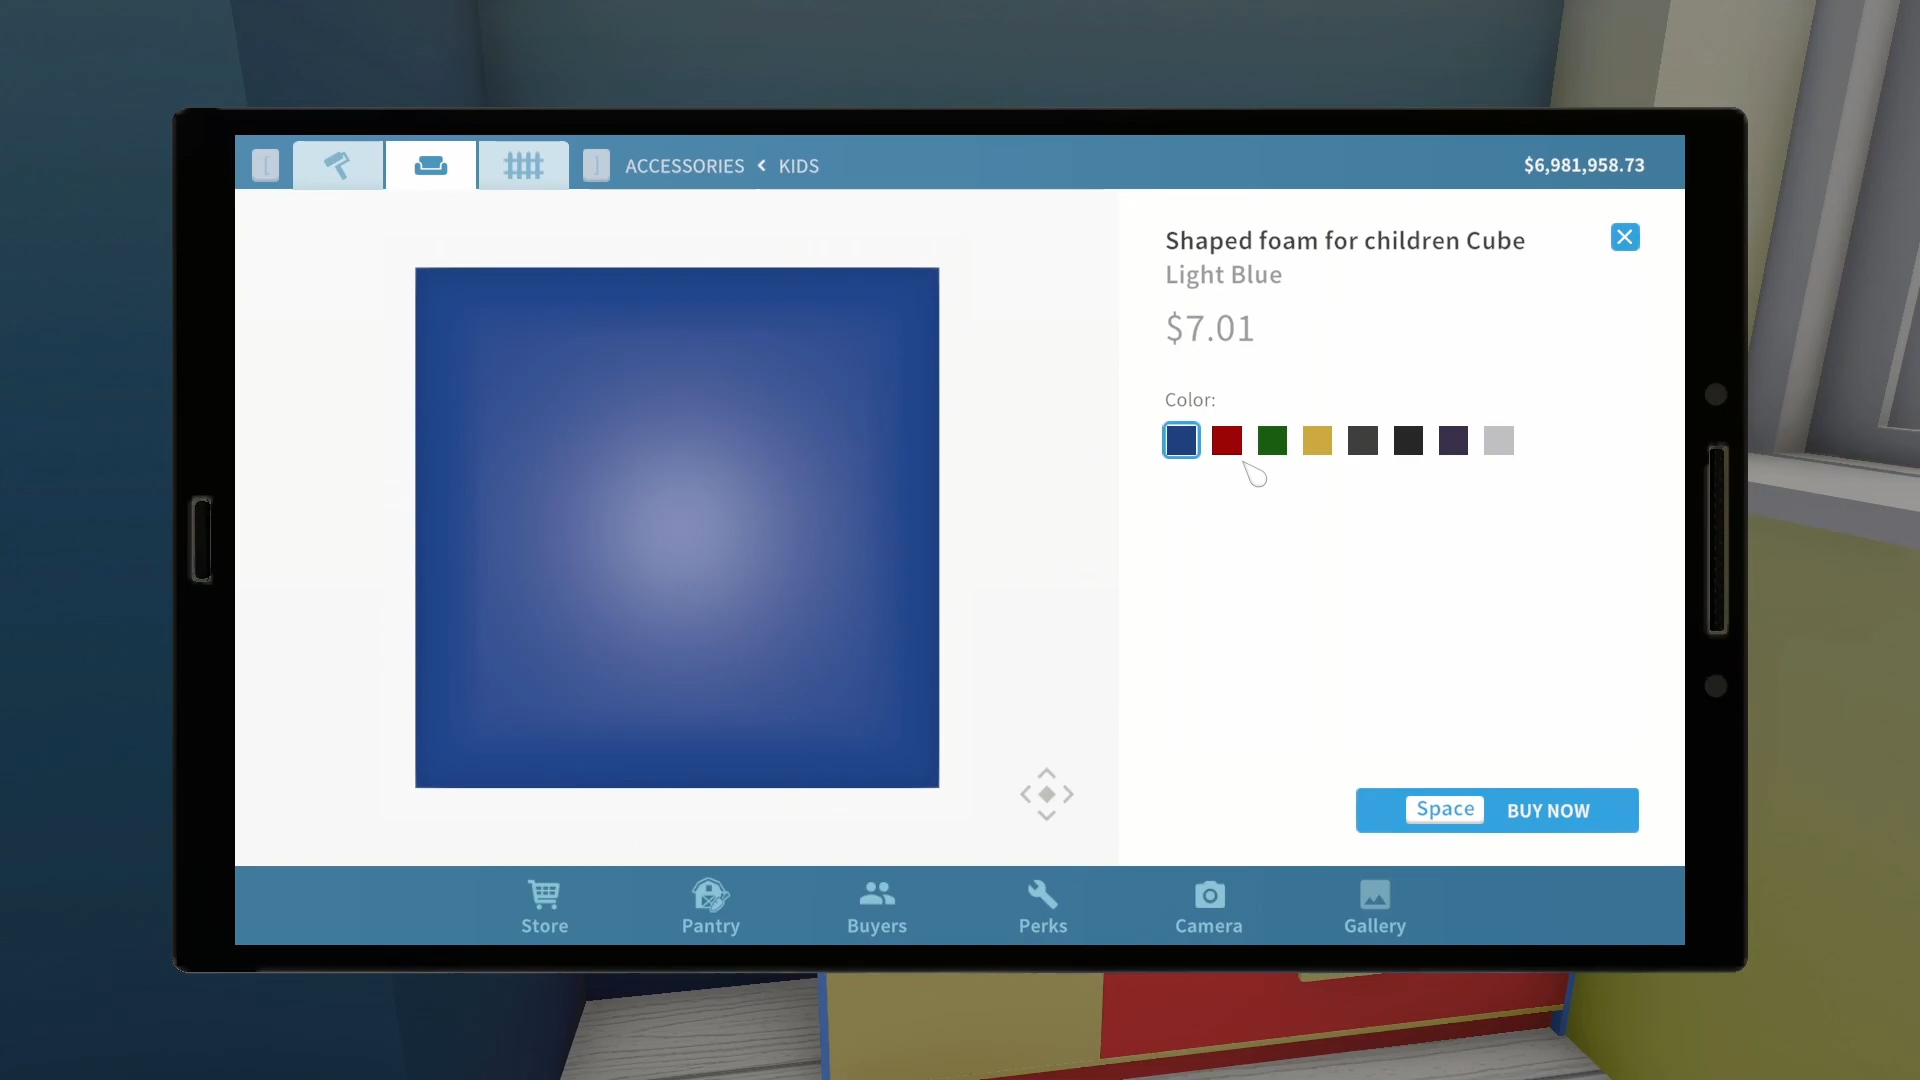 [
]
ACCESSORIES < KIDS
$6,981,958.73
Shaped foam for children Cube
Light Blue
$7.01
Color:
Space BUY NOW
Store
Pantry
Buyers
Perks
Camera
Gallery